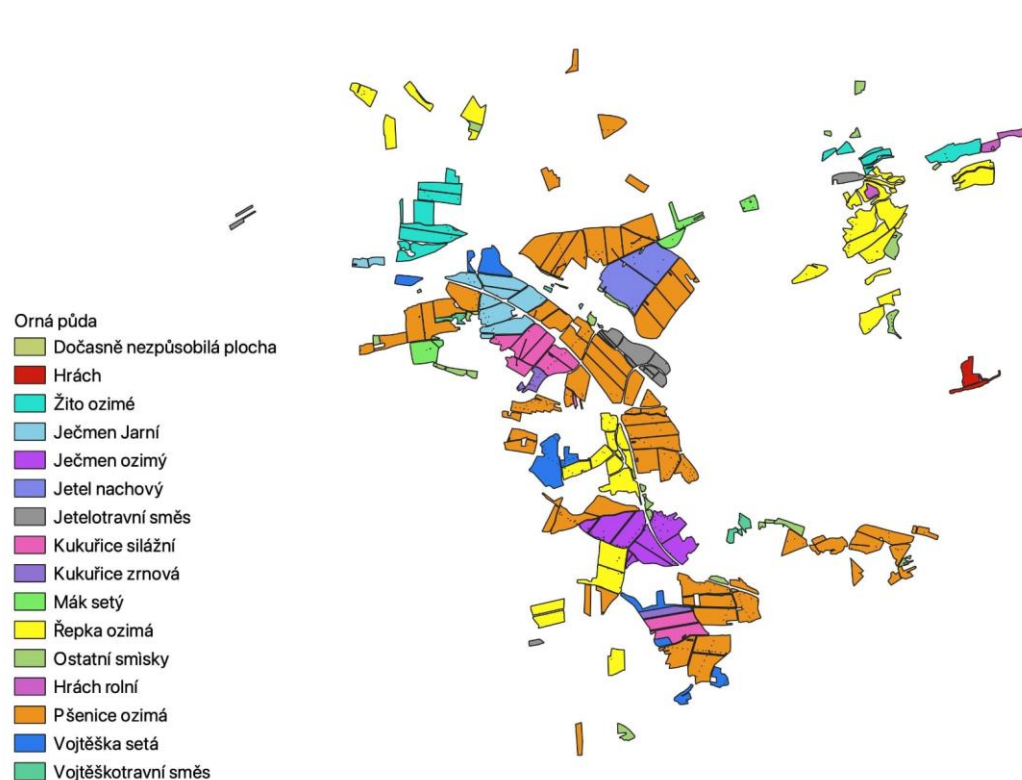 Orná půda
Dočasně nezpůsobilá plocha
Hrách
Žito ozimé
Ječmen Jarní
Ječmen ozimý
Jetel nachový
Jetelotravní směs
Kukuřice silážní
Kukuřice zrnová
Mák setý
Řepka ozimá
Ostatní smìsky
Hrách rolní
Pšenice ozimá
Vojtěška setá
Vojtěškotravní směs